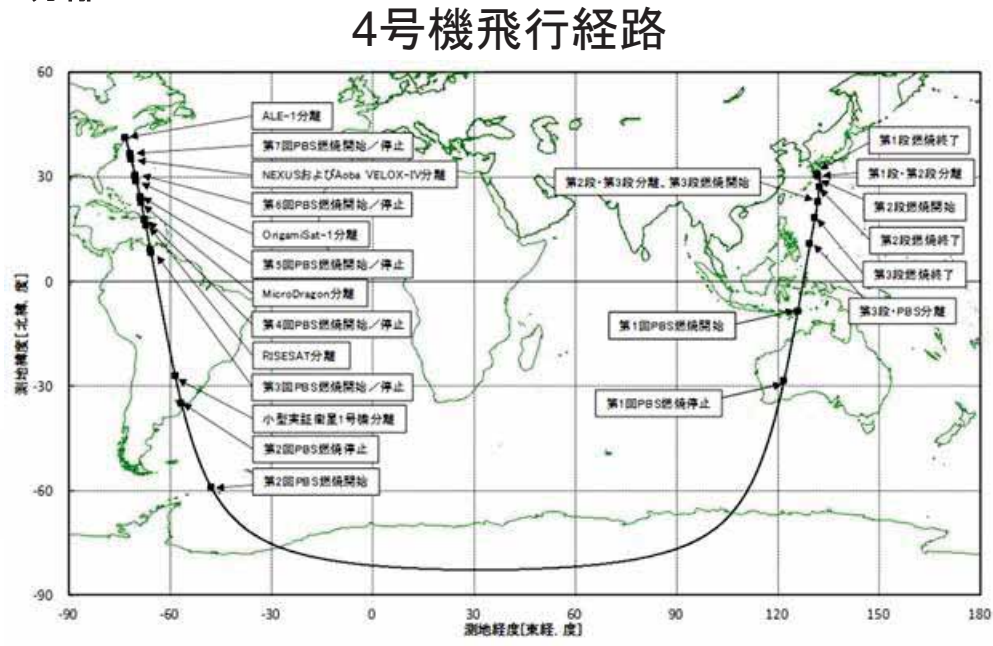 4号機飛行経路
60
30
0
-30
-60
-90
測地緯度[北緯, 度]
ALE-1分離
第7回PBS燃焼開始／停止
NEXUSおよびAoba VELOX-IV分離
第6回PBS燃焼開始／停止
OrigamiSat-1分離
第5回PBS燃焼開始／停止
MicroDragon分離
第4回PBS燃焼開始／停止
RISESAT分離
第3回PBS燃焼開始／停止
小型実証衛星1号機分離
第2回PBS燃焼停止
第2回PBS燃焼開始
第1段燃焼終了
第1段・第2段分離
第2段・第3段分離、第3段燃焼開始
第2段燃焼開始
第2段燃焼終了
第3段燃焼終了
第3段・PBS分離
第1回PBS燃焼開始
第1回PBS燃焼停止
-90
-60
-30
0
30
60
90
120
150
180
測地経度[東経, 度]